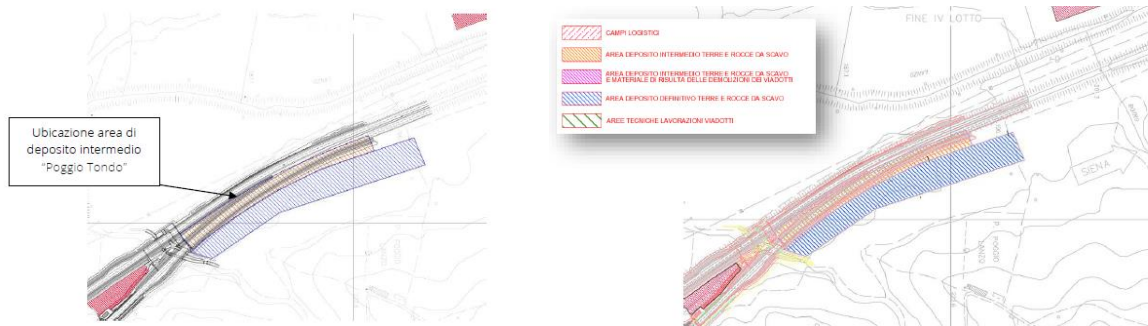 Ubicazione area di
deposito intermedio
"Poggio Tondo"
FINE IV LOTTO
CAMPI LOGISTICI
AREA DEPOSITO INTERMEDIO TERRE E ROCCE DA SCAVO
AREA DEPOSITO INTERMEDIO TERRE E ROCCE DA SCAVO
E MATERIALE DI RISULTA DELLE DEMOLIZIONI DEI VIADOTTI
AREA DEPOSITO DEFINITIVO TERRE E ROCCE DA SCAVO
AREE TECNICHE LAVORAZIONI VIADOTTI
SIENA
POGGIO